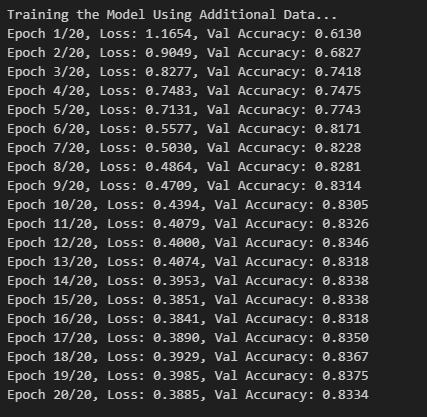 Training the Model Using Additional Data...
Epoch 1/20, Loss: 1.1654, Val Accuracy: 0.6130
Epoch 2/20, Loss: 0.9049, Val Accuracy: 0.6827
Epoch 3/20, Loss: 0.8277, Val Accuracy: 0.7418
Epoch 4/20, Loss: 0.7483, Val Accuracy: 0.7475
Epoch 5/20, Loss: 0.7131, Val Accuracy: 0.7743
Epoch 6/20, Loss: 0.5577, Val Accuracy: 0.8171
Epoch 7/20, Loss: 0.5030, Val Accuracy: 0.8228
Epoch 8/20, Loss: 0.4864, Val Accuracy: 0.8281
Epoch 9/20, Loss: 0.4709, Val Accuracy: 0.8314
Epoch 10/20, Loss: 0.4394, Val Accuracy: 0.8305
Epoch 11/20, Loss: 0.4079, Val Accuracy: 0.8326
Epoch 12/20, Loss: 0.4000, Val Accuracy: 0.8346
Epoch 13/20, Loss: 0.4074, Val Accuracy: 0.8318
Epoch 14/20, Loss: 0.3953, Val Accuracy: 0.8338
Epoch 15/20, Loss: 0.3851, Val Accuracy: 0.8338
Epoch 16/20, Loss: 0.3841, Val Accuracy: 0.8318
Epoch 17/20, Loss: 0.3890, Val Accuracy: 0.8350
Epoch 18/20, Loss: 0.3929, Val Accuracy: 0.8367
Epoch 19/20, Loss: 0.3985, Val Accuracy: 0.8375
Epoch 20/20, Loss: 0.3885, Val Accuracy: 0.8334